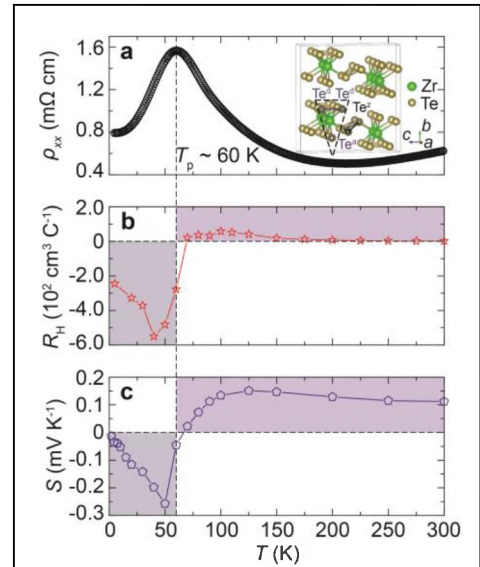 a
1.6
1.2
0.8
0.4
ρxx (mΩ cm)
Tp ~ 60 K
Teᵈ Teᵈ
Teᶻ
Teᵃ
Zr
Te
b
c
a
b
2.0
0
-2.0
-4.0
-6.0
RH (10² cm³ C⁻¹)
c
0.2
0.1
0
-0.1
-0.2
-0.3
S (mV K⁻¹)
0 50 100 150 200 250 300
T (K)